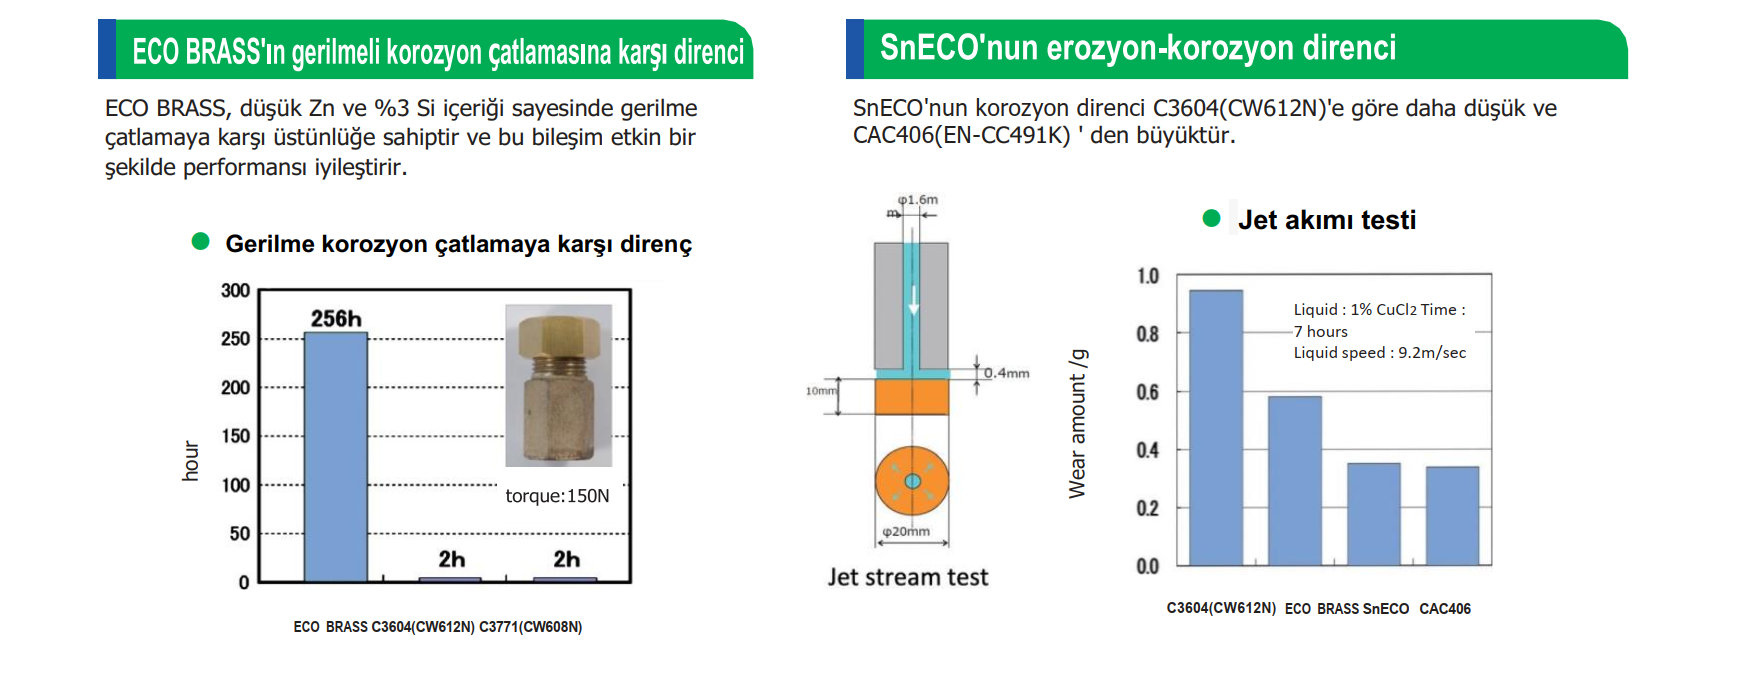 ECO BRASS'ın gerilmeli korozyon çatlamasına karşı direnci
ECO BRASS, düşük Zn ve %3 Si içeriği sayesinde gerilme
çatlamaya karşı üstünlüğe sahiptir ve bu bileşim etkin bir
şekilde performansı iyileştirir.
Gerilme korozyon çatlamaya karşı direnç
300
250
200
150
100
50
0
hour
256h
2h
2h
torque:150N
ECO BRASS C3604(CW612N) C3771(CW608N)
SnECO'nun erozyon-korozyon direnci
SnECO'nun korozyon direnci C3604(CW612N)'e göre daha düşük ve
CAC406(EN-CC491K) ' den büyüktür.
φ1.6m
m
0.4mm
10mm
φ20mm
Jet stream test
Jet akımı testi
1.0
0.8
0.6
0.4
0.2
0.0
Wear amount /g
Liquid : 1% CuCl2 Time :
7 hours
Liquid speed : 9.2m/sec
C3604(CW612N) ECO BRASS SnECO CAC406